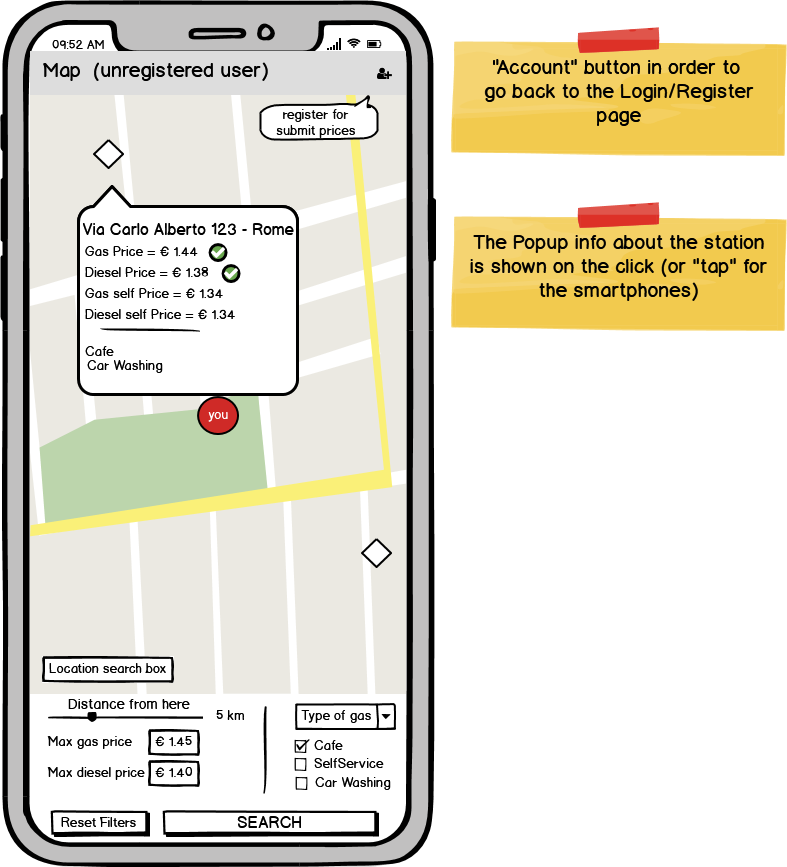 09:52 AM
Map (unregistered user)
register for
submit prices
Via Carlo Alberto 123 - Rome
Gas Price = € 1.44
Diesel Price = € 1.38
Gas self Price = € 1.34
Diesel self Price = € 1.34
Cafe
Car Washing
you
Location search box
Distance from here
5 km
Max gas price € 1.45
Max diesel price € 1.40
Type of gas
Cafe
SelfService
Car Washing
Reset Filters
SEARCH
"Account" button in order to
go back to the Login/Register
page
The Popup info about the station
is shown on the click (or "tap" for
the smartphones)